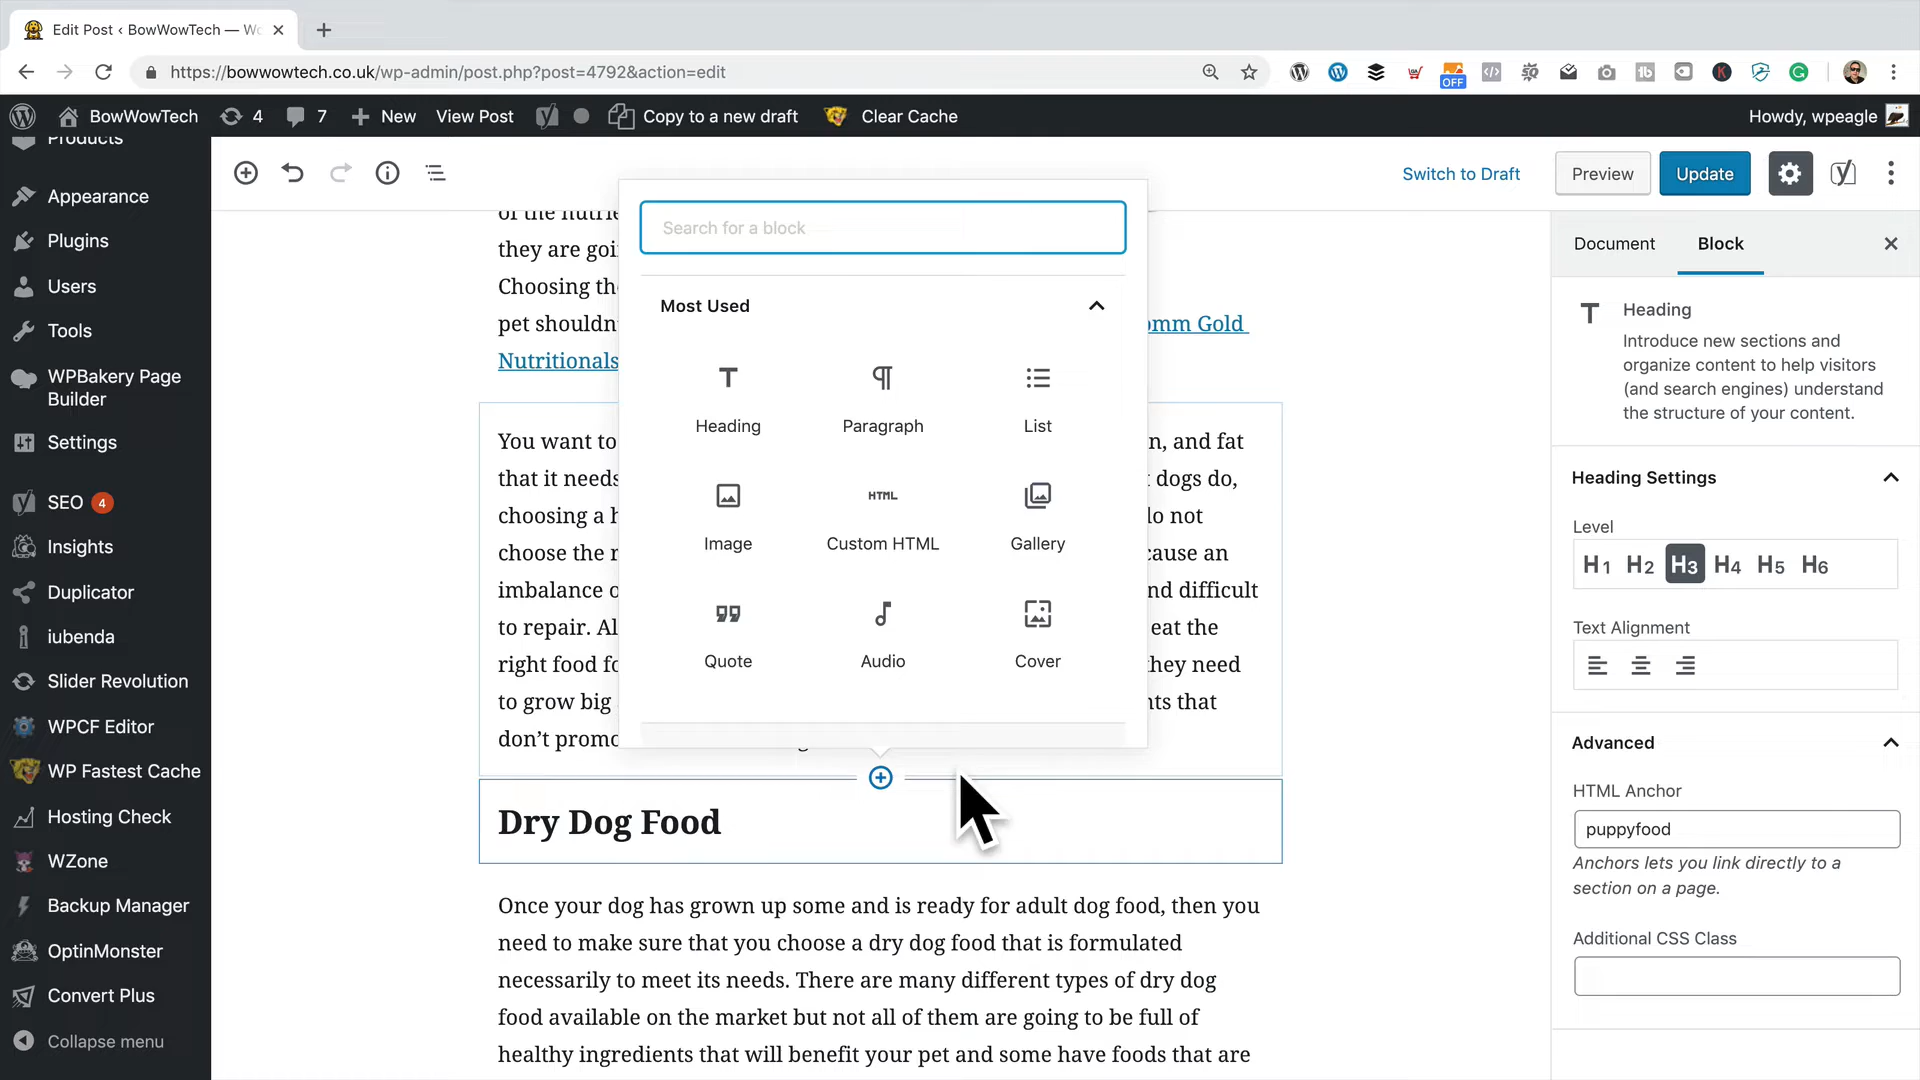 Edit Post ‹ BowWowTech — Wo
https://bowwowtech.co.uk/wp-admin/post.php?post=4792&action=edit
OFF
BowWowTech
4
7
New
View Post
Copy to a new draft
Clear Cache
Howdy, wpeagle
Products
Appearance
Plugins
Users
Tools
WPBakery Page
Builder
Settings
SEO 4
Insights
Duplicator
iubenda
Slider Revolution
WPCF Editor
WP Fastest Cache
Hosting Check
WZone
Backup Manager
OptinMonster
Convert Plus
Collapse menu
Switch to Draft
Preview
Update
of the nutrie
they are goi
Choosing th
pet shouldn
omm Gold
Nutritionals
You want to
n, and fat
that it needs
dogs do,
choosing a h
do not
choose the r
cause an
imbalance o
nd difficult
to repair. Al
eat the
right food fo
they need
to grow big
nts that
don’t promo
Search for a block
Most Used
Heading
Paragraph
List
HTML
Image
Custom HTML
Gallery
Quote
Audio
Cover
Dry Dog Food
Once your dog has grown up some and is ready for adult dog food, then you
need to make sure that you choose a dry dog food that is formulated
necessarily to meet its needs. There are many different types of dry dog
food available on the market but not all of them are going to be full of
healthy ingredients that will benefit your pet and some have foods that are
Document
Block
Heading
Introduce new sections and
organize content to help visitors
(and search engines) understand
the structure of your content.
Heading Settings
Level
H1 H2 H3 H4 H5 H6
Text Alignment
Advanced
HTML Anchor
puppyfood
Anchors lets you link directly to a
section on a page.
Additional CSS Class